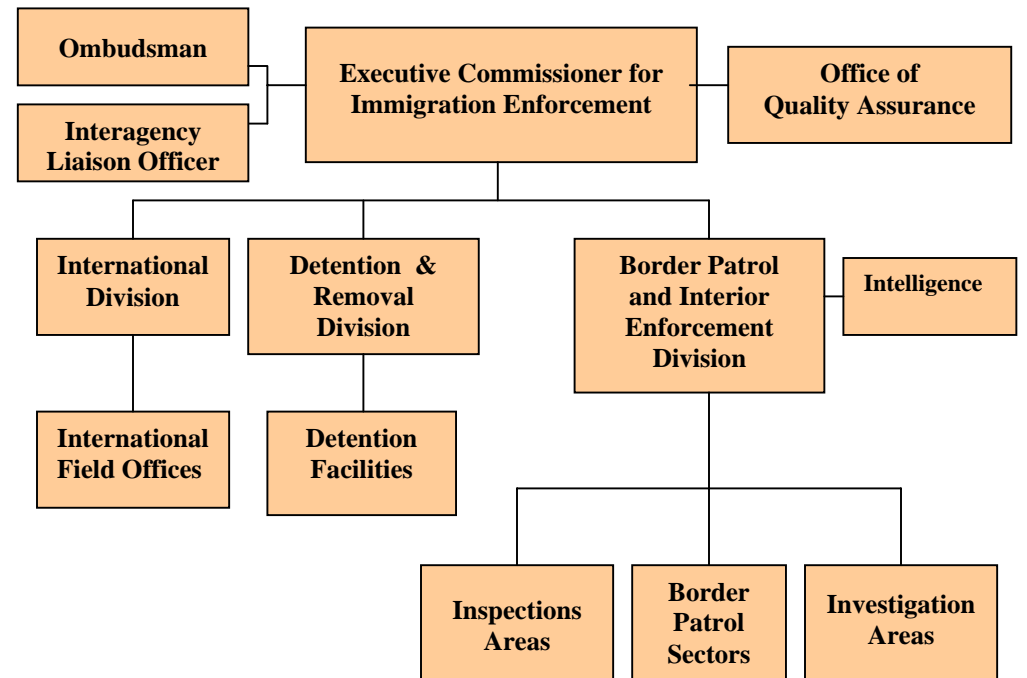 Ombudsman
Executive Commissioner for
Immigration Enforcement
Office of
Quality Assurance
Interagency
Liaison Officer
International
Division
Detention &
Removal
Division
Border Patrol
and Interior
Enforcement
Division
Intelligence
International
Field Offices
Detention
Facilities
Inspections
Areas
Border
Patrol
Sectors
Investigation
Areas